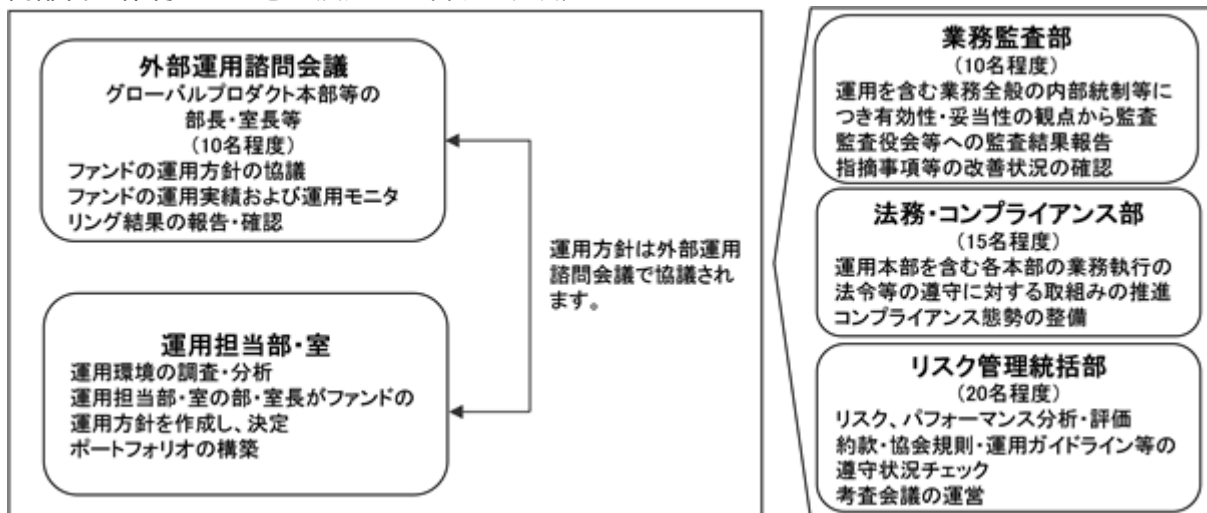 外部運用諮問会議
グローバルプロダクト本部等の
部長・室長等
(10名程度)
ファンドの運用方針の協議
ファンドの運用実績および運用モニタ
リング結果の報告・確認
運用方針は外部運用
諮問会議で協議され
ます。
運用担当部・室
運用環境の調査・分析
運用担当部・室の部・室長がファンドの
運用方針を作成し、決定
ポートフォリオの構築
業務監査部
(10名程度)
運用を含む業務全般の内部統制等に
つき有効性・妥当性の観点から監査
監査役会等への監査結果報告
指摘事項等の改善状況の確認
法務・コンプライアンス部
(15名程度)
運用本部を含む各本部の業務執行の
法令等の遵守に対する取組みの推進
コンプライアンス態勢の整備
リスク管理統括部
(20名程度)
リスク、パフォーマンス分析・評価
約款・協会規則・運用ガイドライン等の
遵守状況チェック
考査会議の運営